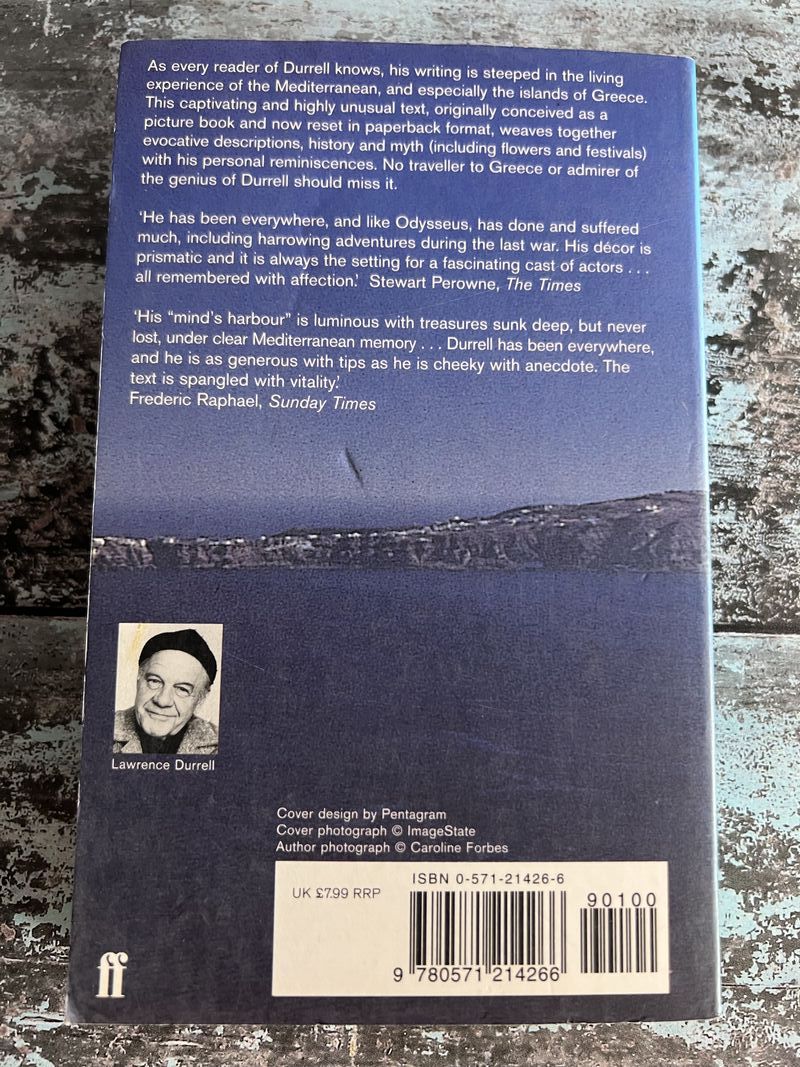 As every reader of Durrell knows, his writing is steeped in the living
experience of the Mediterranean, and especially the islands of Greece.
This captivating and highly unusual text, originally conceived as a
picture book and now reset in paperback format, weaves together
evocative descriptions, history and myth (including flowers and festivals)
with his personal reminiscences. No traveller to Greece or admirer of
the genius of Durrell should miss it.
‘He has been everywhere, and like Odysseus, has done and suffered
much, including harrowing adventures during the last war. His décor is
prismatic and it is always the setting for a fascinating cast of actors . . .
all remembered with affection.’ Stewart Perowne, The Times
‘His “mind’s harbour” is luminous with treasures sunk deep, but never
lost, under clear Mediterranean memory . . . Durrell has been everywhere,
and he is as generous with tips as he is cheeky with anecdote. The
text is spangled with vitality.’
Frederic Raphael, Sunday Times
Lawrence Durrell
Cover design by Pentagram
Cover photograph © ImageState
Author photograph © Caroline Forbes
UK £7.99 RRP
ISBN 0-571-21426-6
90100
9 780571 214266
ff